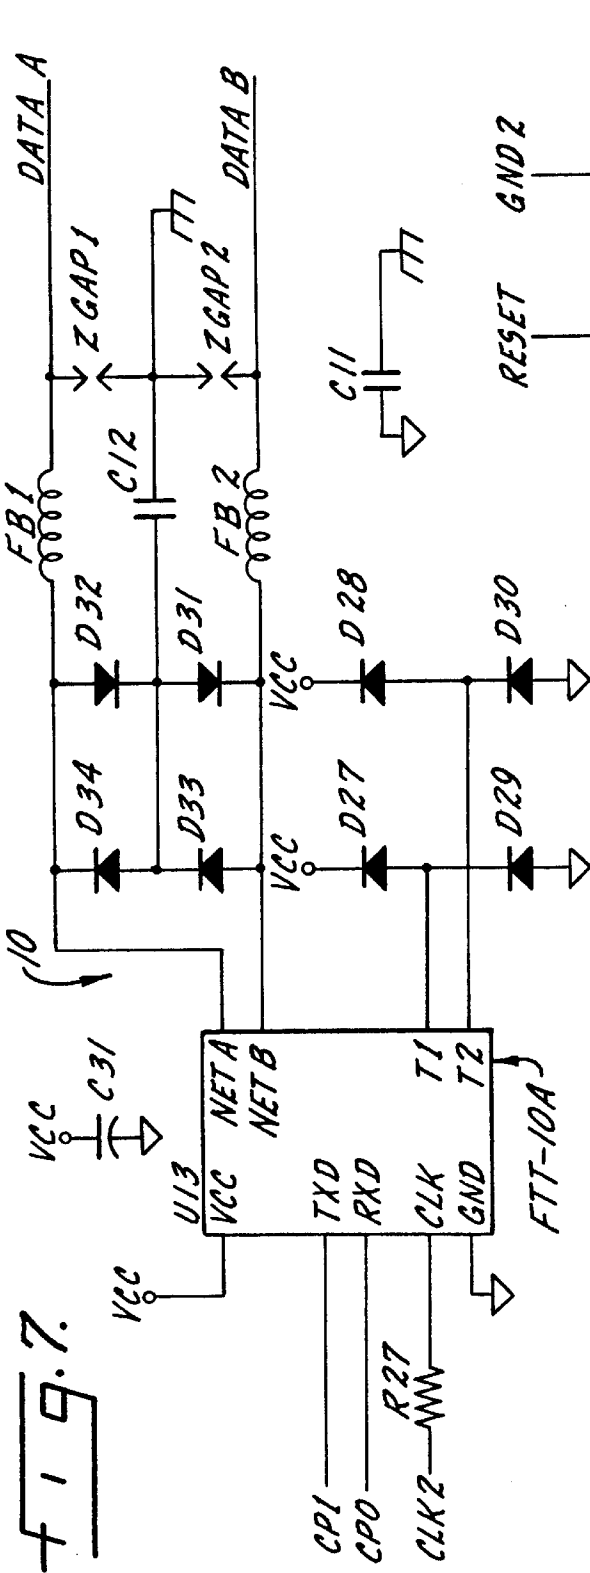 fig. 7.
10
DATA A
FB1
ZGAP1
D34
D32
C12
D33
D31
ZGAP2
FB2
DATA B
VCC
C31
VCC
U13
VCC
NETA
NETB
TXD
RXD
CLK
GND
T1
T2
FTT-10A
CP1
CP0
CLK2
R27
VCC
VCC
D27
D28
D29
D30
C11
RESET
GND2